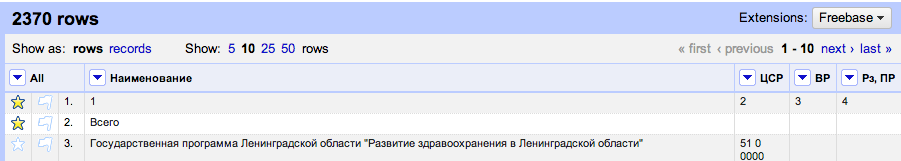 2370 rows Extensions: Freebase
Show as: rows records Show: 5 10 25 50 rows « first ‹ previous 1 - 10 next › last »
All Наименование ЦСР ВР Рз, ПР
1. 1 2 3 4
2. Всего
3. Государственная программа Ленинградской области "Развитие здравоохранения в Ленинградской области" 51 0
0000